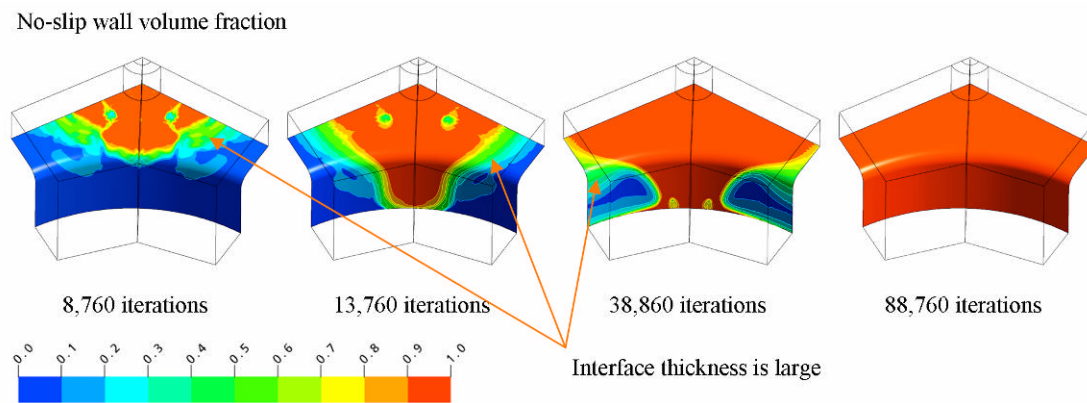 No-slip wall volume fraction
8,760 iterations
13,760 iterations
38,860 iterations
88,760 iterations
0.0 0.1 0.2 0.3 0.4 0.5 0.6 0.7 0.8 0.9 1.0
Interface thickness is large